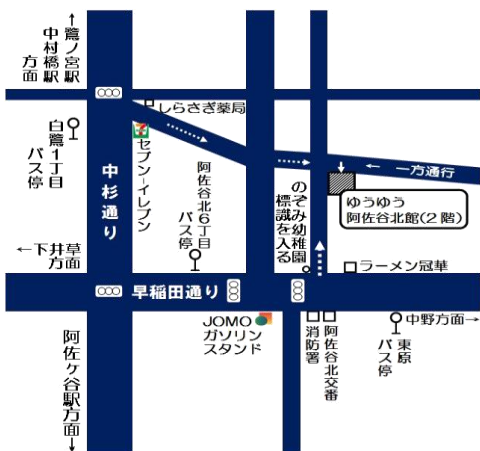 鷺ノ宮駅
中村橋駅
方面
しらさぎ薬局
白鷺1丁目
バス停
セブン-イレブン
中杉通り
阿佐谷北6丁目
バス停
一方通行
のぞみ幼稚園
標識を入る
ゆうゆう
阿佐谷北館(2階)
←下井草
方面
ラーメン冠華
早稲田通り
JOMO
ガソリン
スタンド
消防署
阿佐谷北交番
東原
バス停
中野方面→
阿佐ヶ谷駅方面